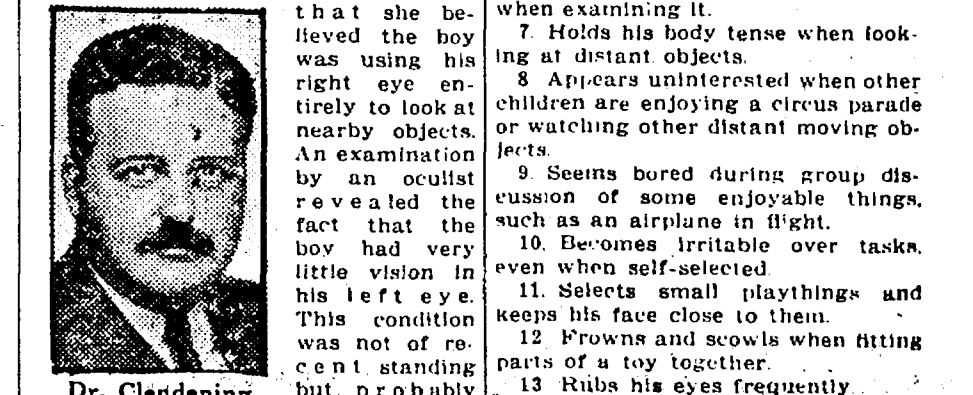 that she be-
lieved the boy
was using his
right eye en-
tirely to look at
nearby objects.
An examination
by an oculist
revealed the
fact that the
boy had very
little vision in
his left eye.
This condition
was not of re-
cent standing
but probably
Dr. Clendening
when examining it.
7. Holds his body tense when look-
ing at distant objects.
8 Appears uninterested when other
children are enjoying a circus parade
or watching other distant moving ob-
jects.
9. Seems bored during group dis-
cussion of some enjoyable things,
such as an airplane in flight.
10. Becomes irritable over tasks,
even when self-selected
11. Selects small playthings and
keeps his face close to them.
12 Frowns and scowls when fitting
parts of a toy together.
13 Rubs his eyes frequently